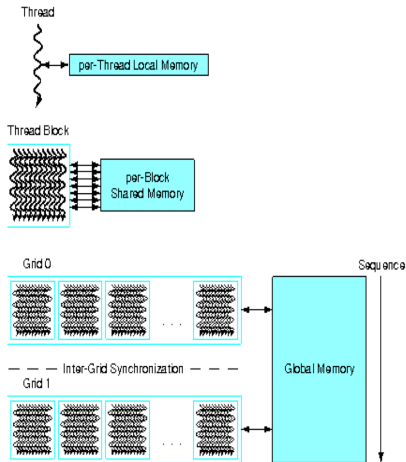 Thread
per-Thread Local Memory
Thread Block
per-Block
Shared Memory
Grid 0
Sequence
. . .
Inter-Grid Synchronization
Global Memory
Grid 1
. . .